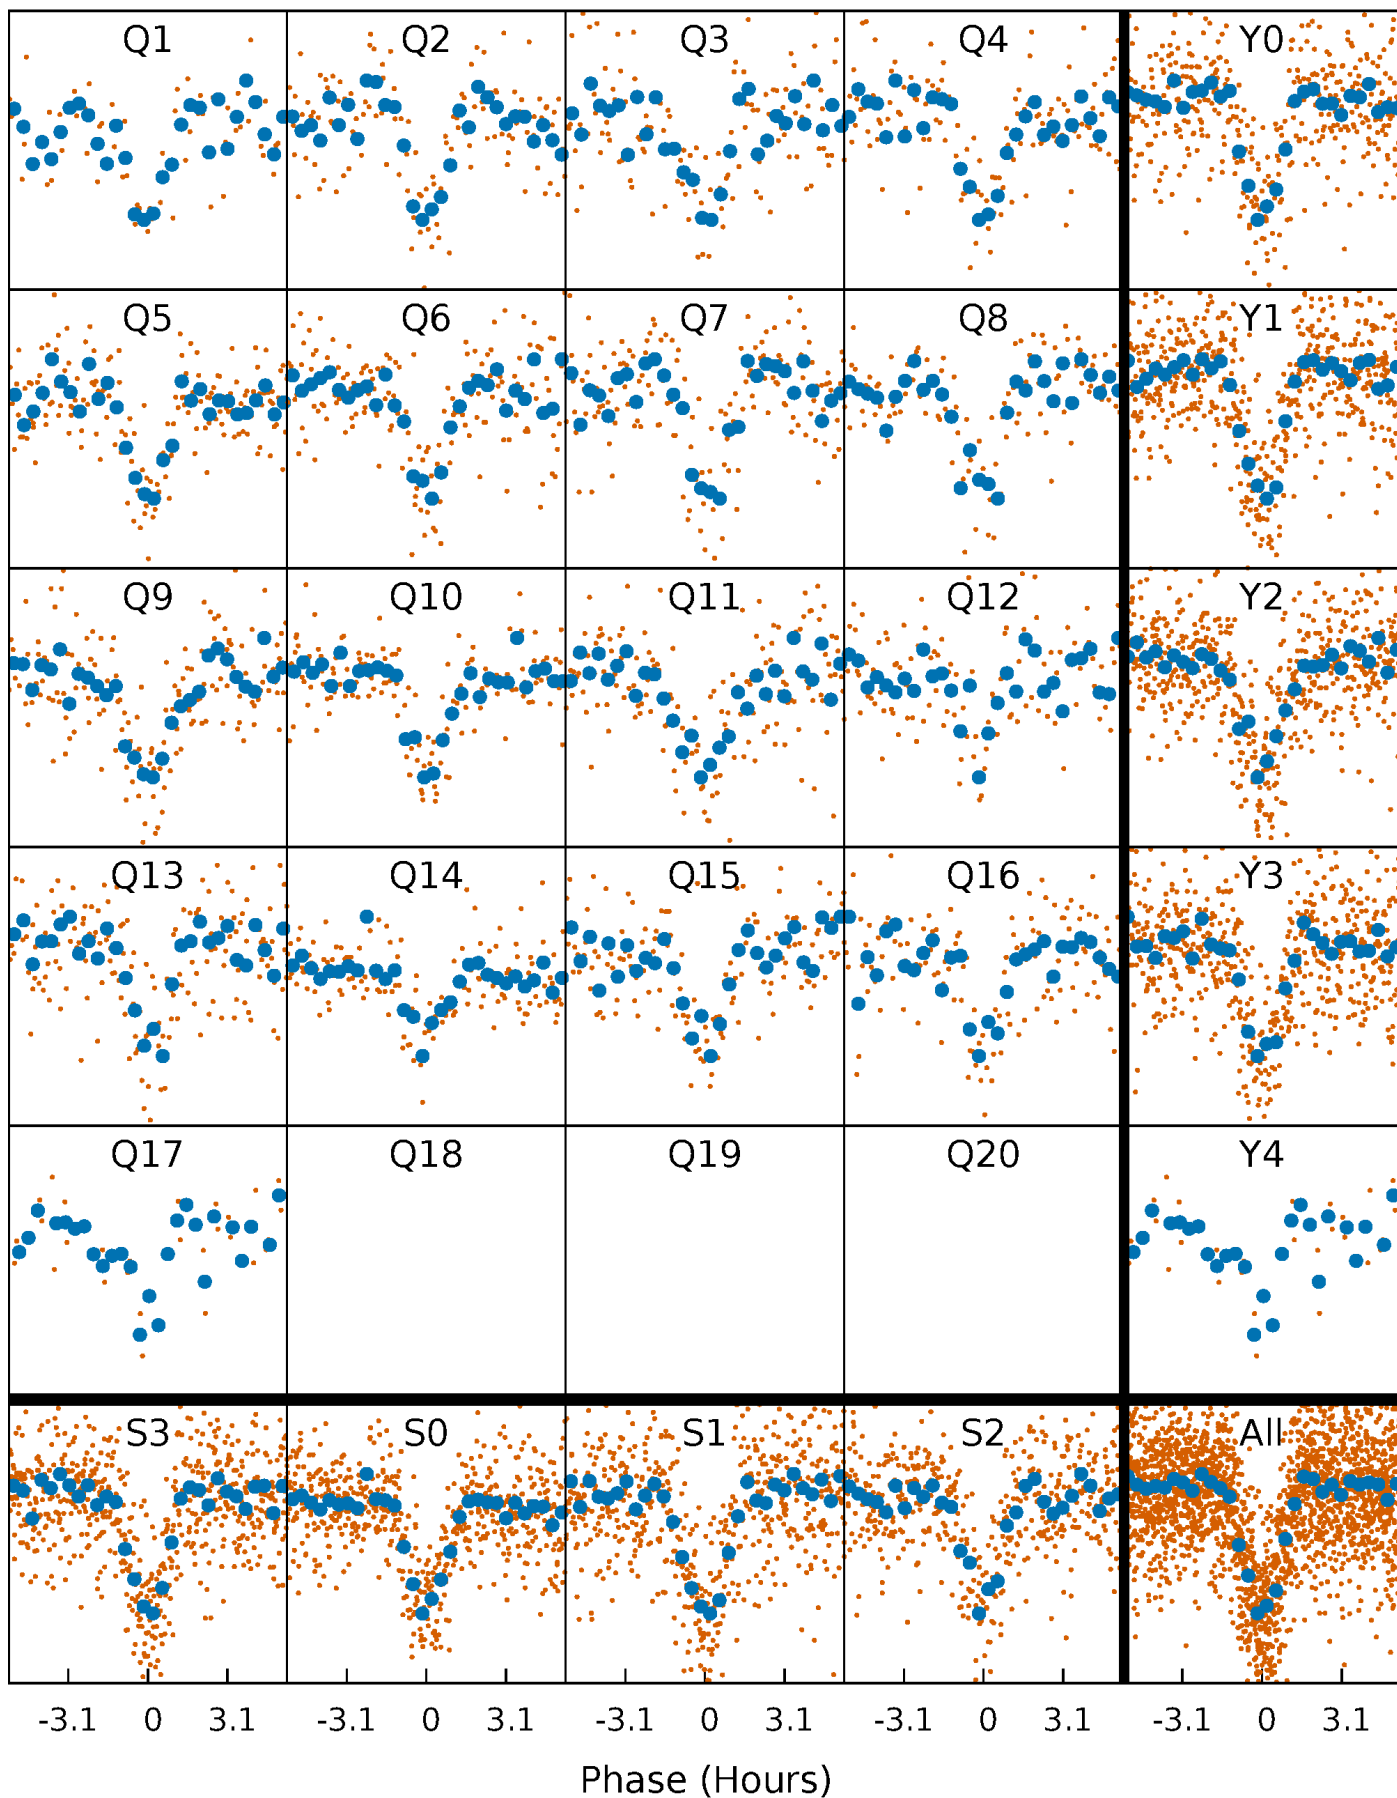 Q1 Q2 Q3 Q4 Y0
Q5 Q6 Q7 Q8 Y1
Q9 Q10 Q11 Q12 Y2
Q13 Q14 Q15 Q16 Y3
Q17 Q18 Q19 Q20 Y4
S3 S0 S1 S2 All
-3.1 0 3.1 -3.1 0 3.1 -3.1 0 3.1 -3.1 0 3.1 -3.1 0 3.1
Phase (Hours)